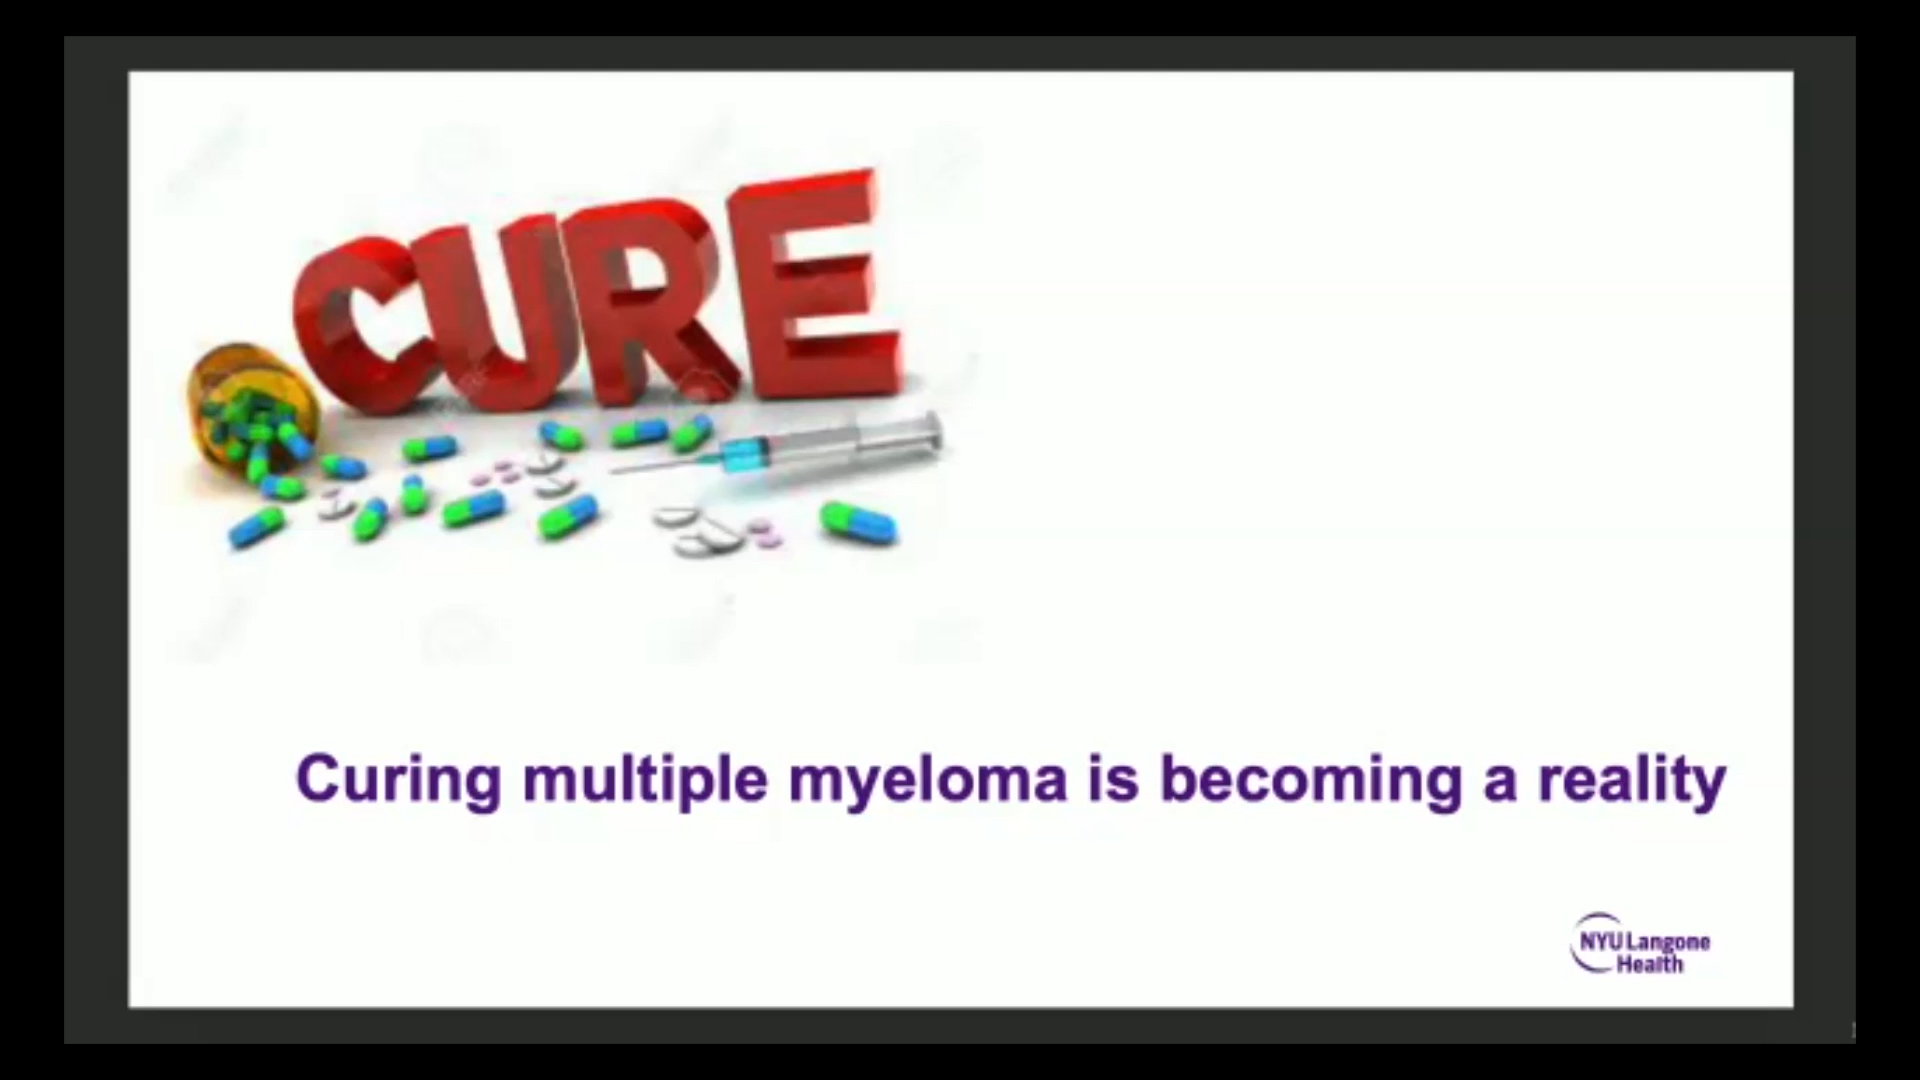 CURE
Curing multiple myeloma is becoming a reality
NYU Langone
Health